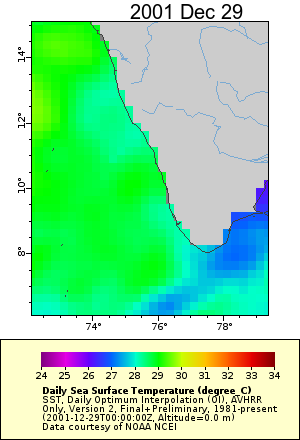 2001 Dec 29
14°
12°
10°
8°
74° 76° 78°
24 25 26 27 28 29 30 31 32 33 34
Daily Sea Surface Temperature (degree_C)
SST, Daily Optimum Interpolation (OI), AVHRR
Only, Version 2, Final+Preliminary, 1981-present
(2001-12-29T00:00:00Z, Altitude=0.0 m)
Data courtesy of NOAA NCEI